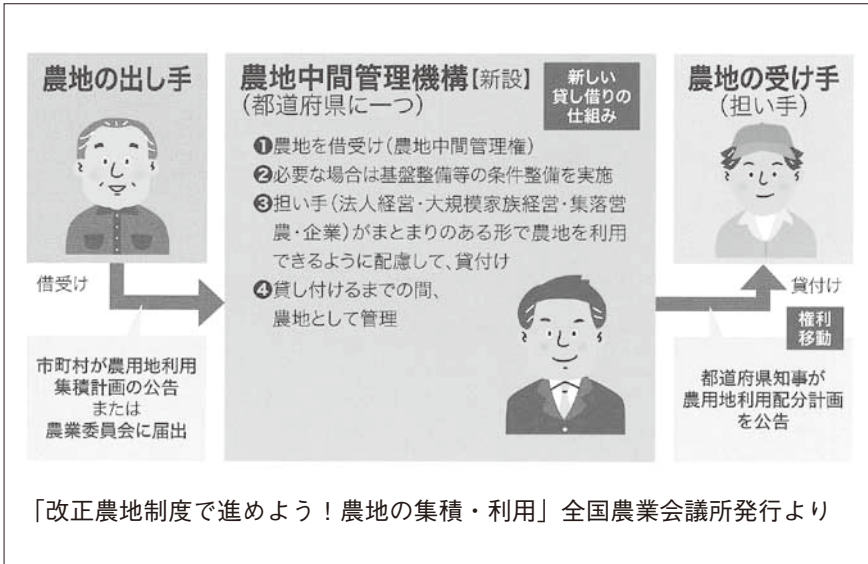 農地の出し手
借受け
市町村が農用地利用
集積計画の公告
または
農業委員会に届出
農地中間管理機構【新設】
(都道府県に一つ)
新しい
貸し借りの
仕組み
❶農地を借受け(農地中間管理権)
❷必要な場合は基盤整備等の条件整備を実施
❸担い手(法人経営・大規模家族経営・集落営
農・企業)がまとまりのある形で農地を利用
できるように配慮して、貸付け
❹貸し付けるまでの間、
農地として管理
農地の受け手
(担い手)
貸付け
権利
移動
都道府県知事が
農用地利用配分計画
を公告
「改正農地制度で進めよう！農地の集積・利用」全国農業会議所発行より